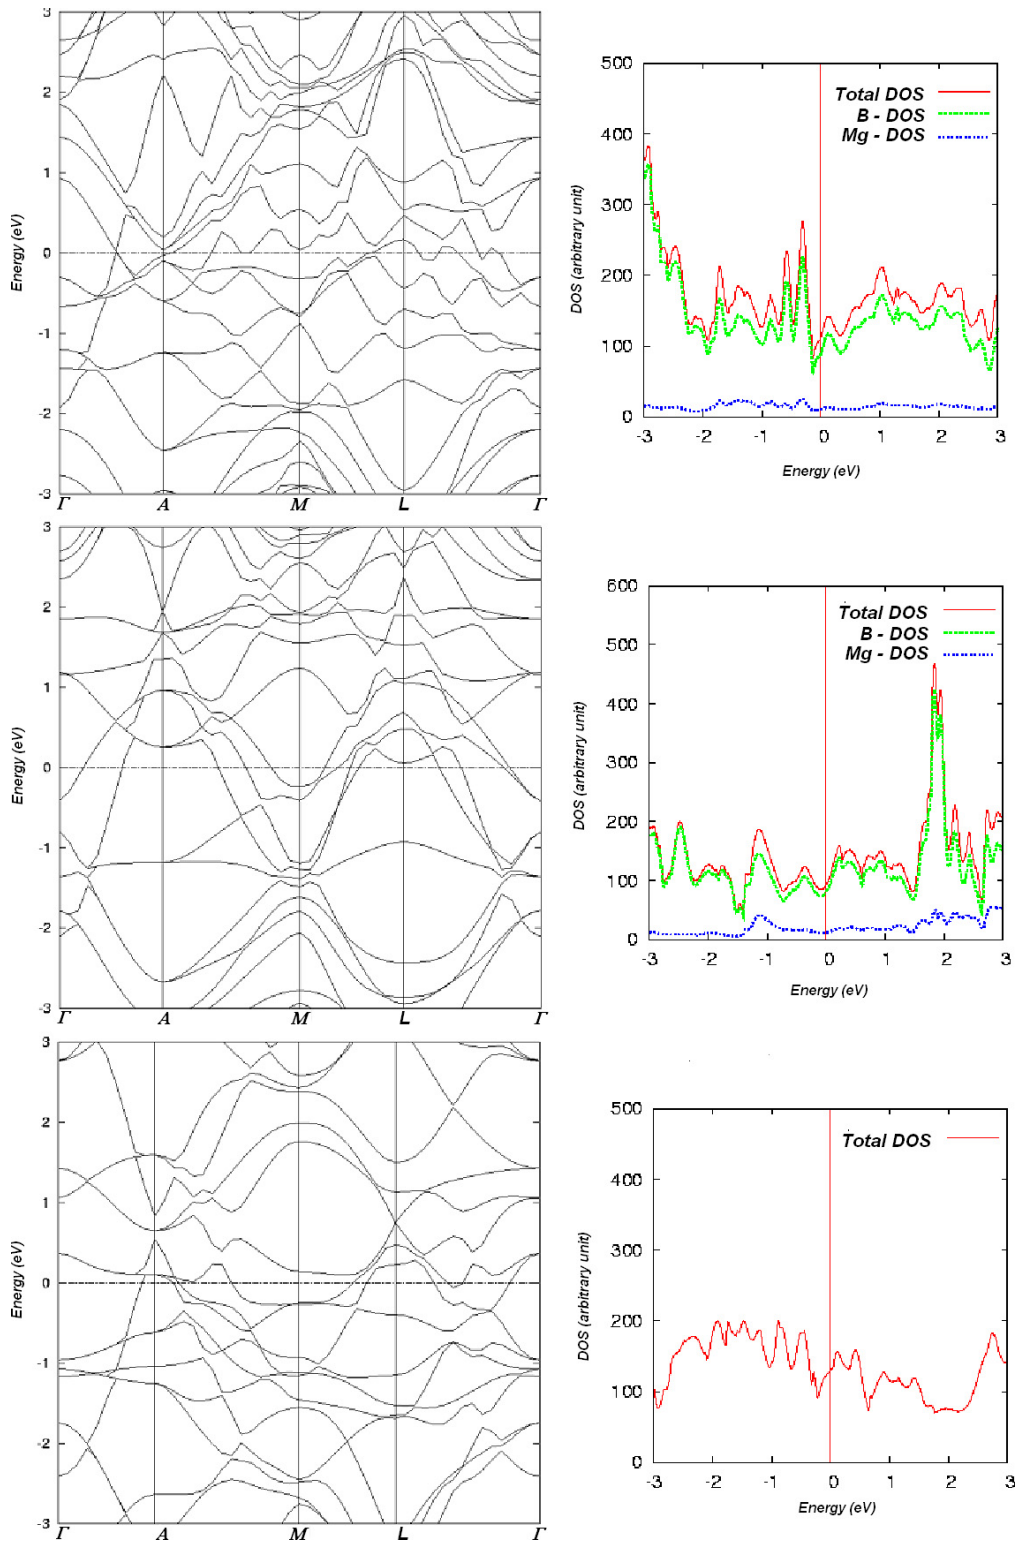 3
2
1
0
-1
-2
-3
Energy (eV)
Γ A M L Γ
500
400
300
200
100
0
DOS (arbitrary unit)
Total DOS
B - DOS
Mg - DOS
-3 -2 -1 0 1 2 3
Energy (eV)
3
2
1
0
-1
-2
-3
Energy (eV)
Γ A M L Γ
600
500
400
300
200
100
0
DOS (arbitrary unit)
Total DOS
B - DOS
Mg - DOS
-3 -2 -1 0 1 2 3
Energy (eV)
3
2
1
0
-1
-2
-3
Energy (eV)
Γ A M L Γ
500
400
300
200
100
0
DOS (arbitrary unit)
Total DOS
-3 -2 -1 0 1 2 3
Energy (eV)